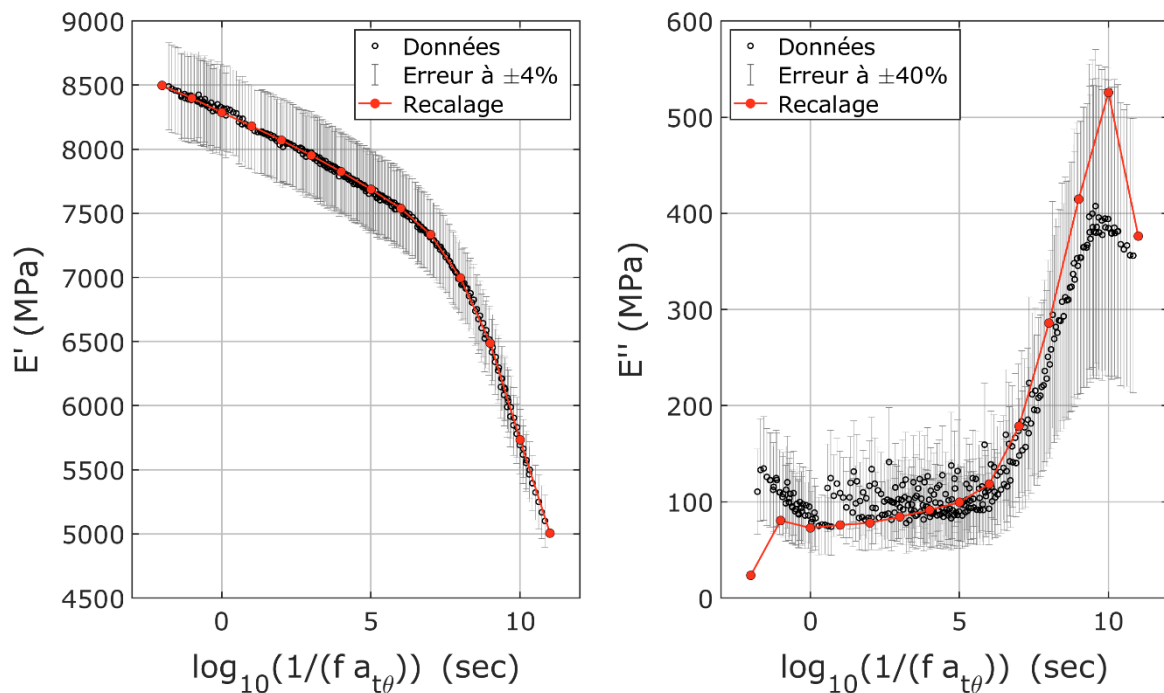 9000
8500
8000
7500
7000
6500
6000
5500
5000
4500
E' (MPa)
0
5
10
log10(1/(f atθ)) (sec)
Données
Erreur à ±4%
Recalage
600
500
400
300
200
100
0
E'' (MPa)
0
5
10
log10(1/(f atθ)) (sec)
Données
Erreur à ±40%
Recalage